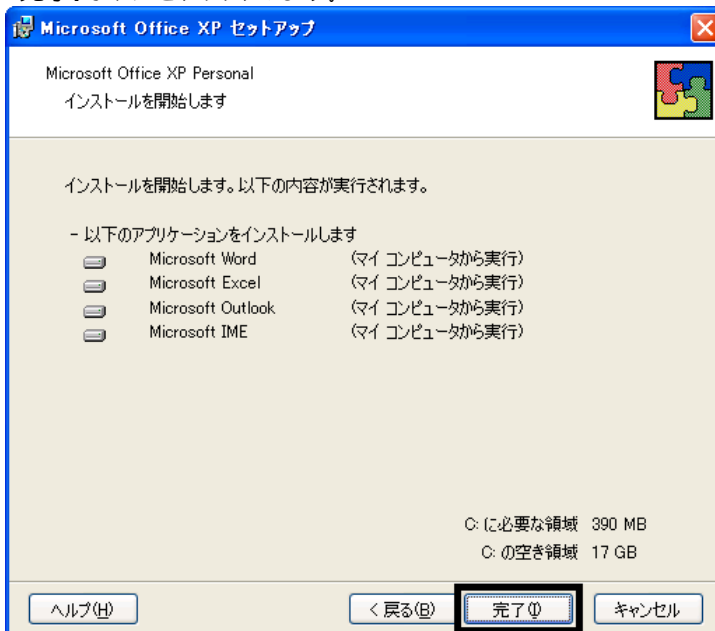 Microsoft Office XP セットアップ
Microsoft Office XP Personal
インストールを開始します
インストールを開始します。以下の内容が実行されます。
- 以下のアプリケーションをインストールします
Microsoft Word (マイ コンピュータから実行)
Microsoft Excel (マイ コンピュータから実行)
Microsoft Outlook (マイ コンピュータから実行)
Microsoft IME (マイ コンピュータから実行)
C: に必要な領域 390 MB
C: の空き領域 17 GB
ヘルプ(H) < 戻る(B) 完了(I) キャンセル